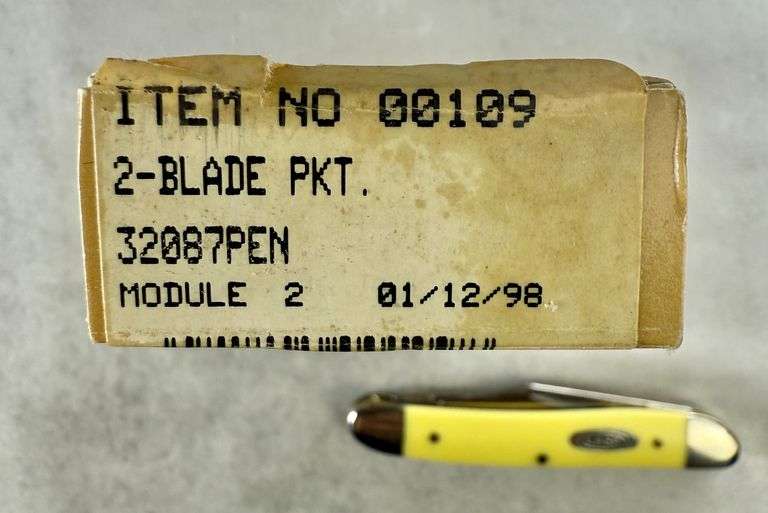 ITEM NO 00109
2-BLADE PKT.
32087PEN
MODULE 2 01/12/98